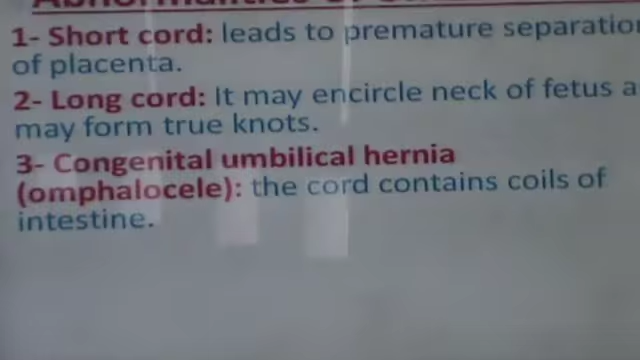 1- Short cord: leads to premature separation
of placenta.
2- Long cord: It may encircle neck of fetus
may form true knots.
3- Congenital umbilical hernia
(omphalocele): the cord contains coils of
intestine.